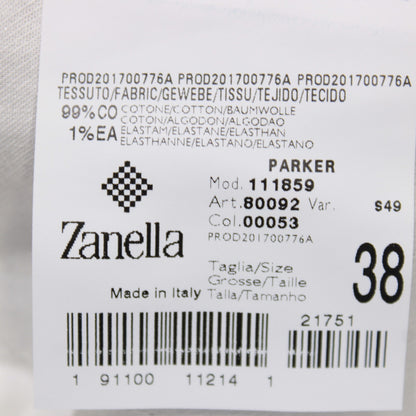 PROD201700776A PROD201700776A PROD201700776A
TESSUTO/FABRIC/GEWEBE/TISSU/TEJIDO/TECIDO
99%CO COTONE/COTTON/BAUMWOLLE
COTON/ALGODON/ALGODAO
1%EA ELASTAM/ELASTANE/ELASTHAN
ELASTHANNE/ELASTANO/ELASTANO
PARKER
Mod. 111859
Art. 80092 Var. S49
Col. 00053
PROD201700776A
Zanella
Taglia/Size
Grosse/Taille
Talla/Tamanho
38
Made in Italy
21751
1 91100 11214 1